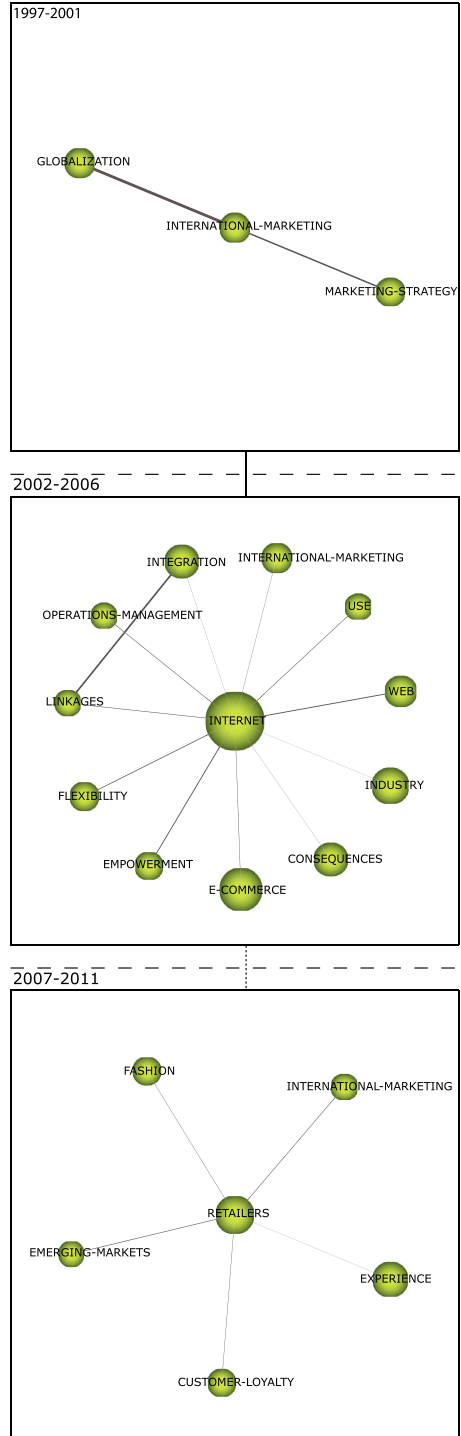 1997-2001
GLOBALIZATION
INTERNATIONAL-MARKETING
MARKETING-STRATEGY
2002-2006
INTEGRATION
INTERNATIONAL-MARKETING
OPERATIONS-MANAGEMENT
USE
LINKAGES
WEB
INTERNET
FLEXIBILITY
INDUSTRY
EMPOWERMENT
CONSEQUENCES
E-COMMERCE
2007-2011
FASHION
INTERNATIONAL-MARKETING
RETAILERS
EMERGING-MARKETS
EXPERIENCE
CUSTOMER-LOYALTY